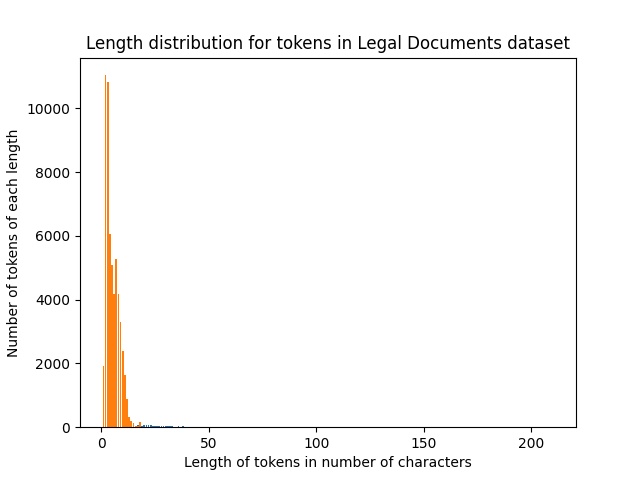 Length distribution for tokens in Legal Documents dataset
Number of tokens of each length
10000
8000
6000
4000
2000
0
0 50 100 150 200
Length of tokens in number of characters